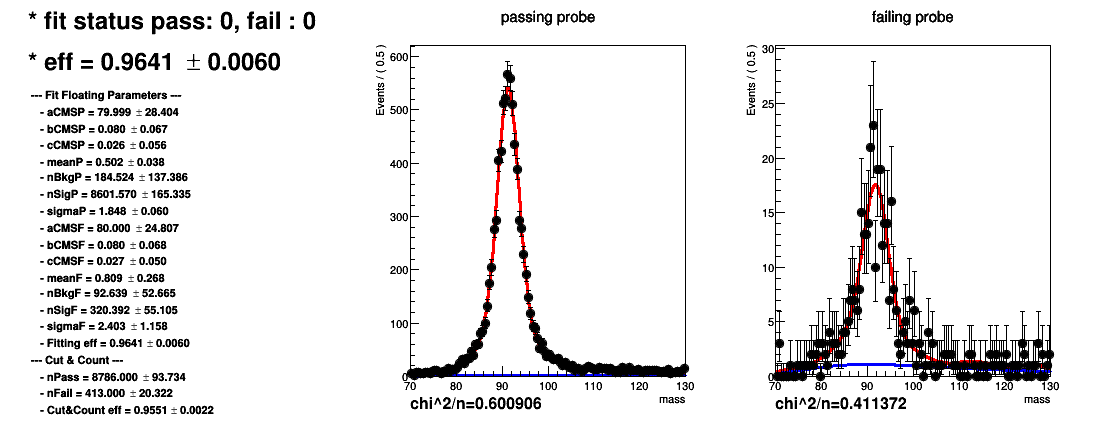 * fit status pass: 0, fail : 0
* eff = 0.9641 ± 0.0060
--- Fit Floating Parameters ---
- aCMSP = 79.999 ± 28.404
- bCMSP = 0.080 ± 0.067
- cCMSP = 0.026 ± 0.056
- meanP = 0.502 ± 0.038
- nBkgP = 184.524 ± 137.386
- nSigP = 8601.570 ± 165.335
- sigmaP = 1.848 ± 0.060
- aCMSF = 80.000 ± 24.807
- bCMSF = 0.080 ± 0.068
- cCMSF = 0.027 ± 0.050
- meanF = 0.809 ± 0.268
- nBkgF = 92.639 ± 52.665
- nSigF = 320.392 ± 55.105
- sigmaF = 2.403 ± 1.158
- Fitting eff = 0.9641 ± 0.0060
--- Cut & Count ---
- nPass = 8786.000 ± 93.734
- nFail = 413.000 ± 20.322
- Cut&Count eff = 0.9551 ± 0.0022
passing probe
Events / ( 0.5 )
600
500
400
300
200
100
0
70 80 90 100 110 120 130
mass
chi^2/n=0.600906
failing probe
Events / ( 0.5 )
30
25
20
15
10
5
0
70 80 90 100 110 120 130
mass
chi^2/n=0.411372